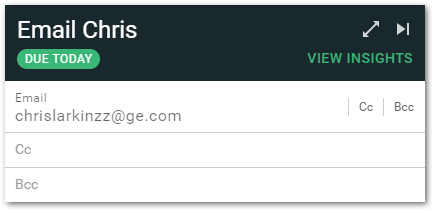 Email Chris
DUE TODAY
VIEW INSIGHTS
Email
chrislarkinzz@ge.com
Cc
Bcc
Cc
Bcc